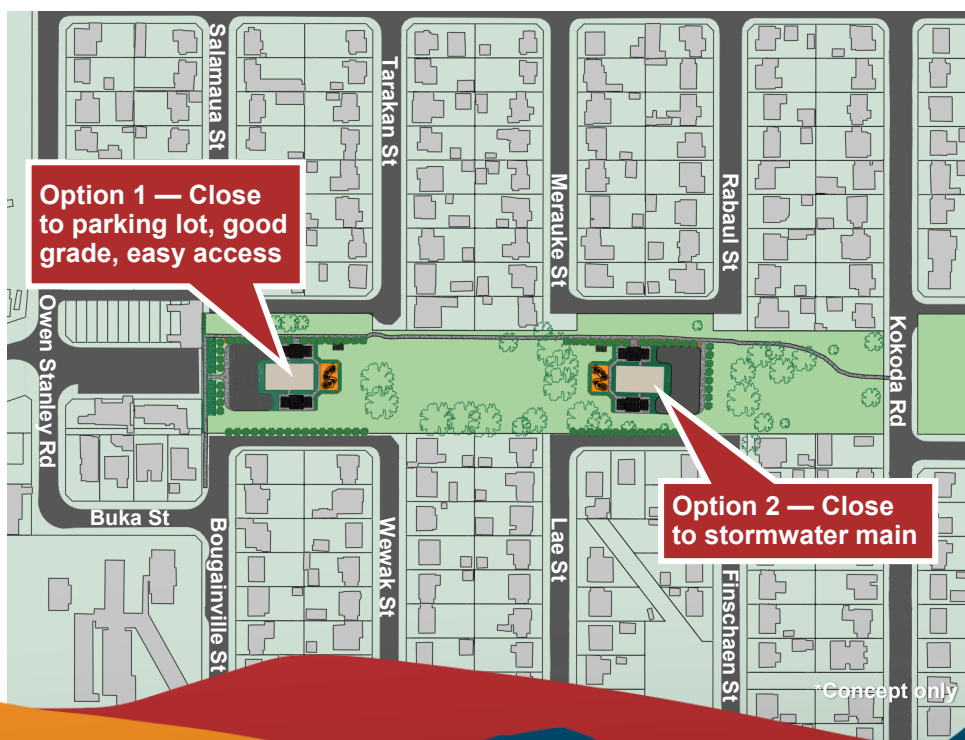 Salamaua St
Tarakan St
Merauke St
Rabaul St
Option 1 — Close
to parking lot, good
grade, easy access
Owen Stanley Rd
Kokoda Rd
Option 2 — Close
to stormwater main
Buka St
Bougainville St
Wewak St
Lae St
Finschaen St
*Concept only